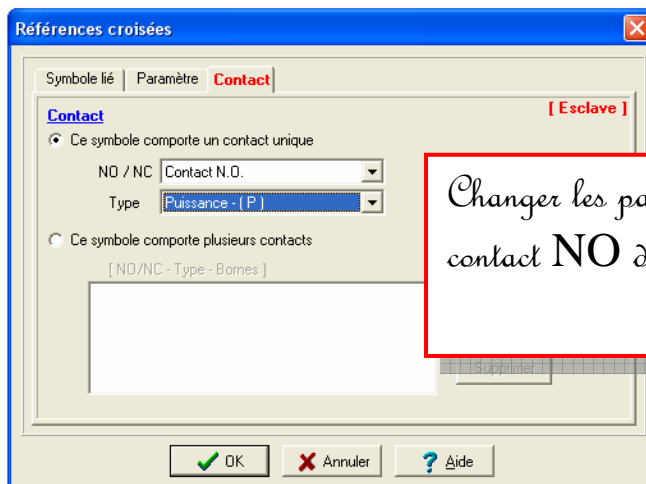 Références croisées
Symbole lié Paramètre Contact
[ Esclave ]
Contact
Ce symbole comporte un contact unique
NO / NC Contact N.O.
Type Puissance - ( P )
Ce symbole comporte plusieurs contacts
[ NO/NC - Type - Bornes ]
Changer les pa
contact NO d
Supprimer
OK Annuler ? Aide